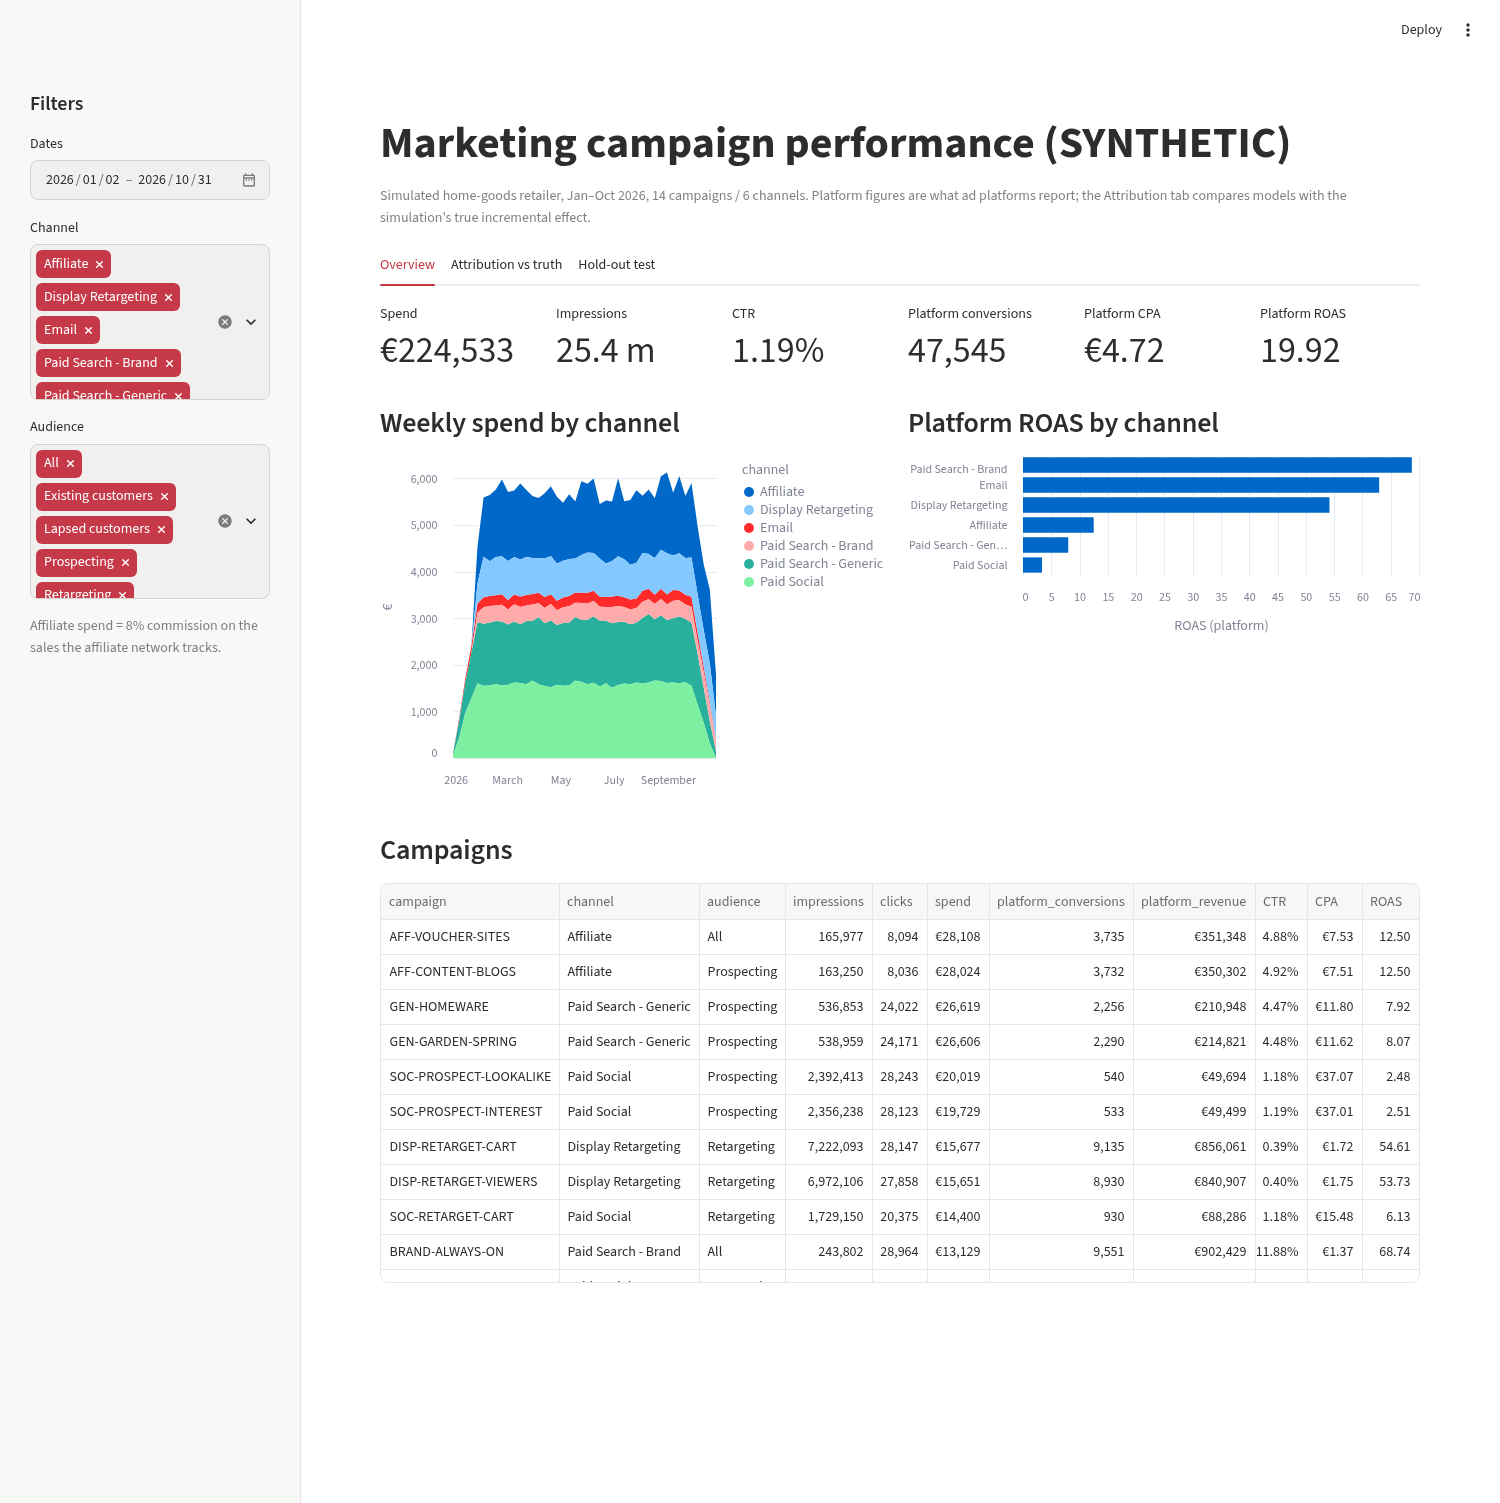 Deploy
Filters
Dates
2026/01/02 – 2026/10/31
Channel
Affiliate
Display Retargeting
Email
Paid Search - Brand
Paid Search - Generic
Audience
All
Existing customers
Lapsed customers
Prospecting
Retargeting
Affiliate spend = 8% commission on the
sales the affiliate network tracks.
Marketing campaign performance (SYNTHETIC)
Simulated home-goods retailer, Jan–Oct 2026, 14 campaigns / 6 channels. Platform figures are what ad platforms report; the Attribution tab compares models with the
simulation's true incremental effect.
Overview Attribution vs truth Hold-out test
Spend Impressions CTR Platform conversions Platform CPA Platform ROAS
€224,533 25.4 m 1.19% 47,545 €4.72 19.92
Weekly spend by channel
€
6,000
5,000
4,000
3,000
2,000
1,000
0
2026 March May July September
channel
Affiliate
Display Retargeting
Email
Paid Search - Brand
Paid Search - Generic
Paid Social
Platform ROAS by channel
Paid Search - Brand
Email
Display Retargeting
Affiliate
Paid Search - Gen…
Paid Social
0 5 10 15 20 25 30 35 40 45 50 55 60 65 70
ROAS (platform)
Campaigns
campaign channel audience impressions clicks spend platform_conversions platform_revenue CTR CPA ROAS
AFF-VOUCHER-SITES Affiliate All 165,977 8,094 €28,108 3,735 €351,348 4.88% €7.53 12.50
AFF-CONTENT-BLOGS Affiliate Prospecting 163,250 8,036 €28,024 3,732 €350,302 4.92% €7.51 12.50
GEN-HOMEWARE Paid Search - Generic Prospecting 536,853 24,022 €26,619 2,256 €210,948 4.47% €11.80 7.92
GEN-GARDEN-SPRING Paid Search - Generic Prospecting 538,959 24,171 €26,606 2,290 €214,821 4.48% €11.62 8.07
SOC-PROSPECT-LOOKALIKE Paid Social Prospecting 2,392,413 28,243 €20,019 540 €49,694 1.18% €37.07 2.48
SOC-PROSPECT-INTEREST Paid Social Prospecting 2,356,238 28,123 €19,729 533 €49,499 1.19% €37.01 2.51
DISP-RETARGET-CART Display Retargeting Retargeting 7,222,093 28,147 €15,677 9,135 €856,061 0.39% €1.72 54.61
DISP-RETARGET-VIEWERS Display Retargeting Retargeting 6,972,106 27,858 €15,651 8,930 €840,907 0.40% €1.75 53.73
SOC-RETARGET-CART Paid Social Retargeting 1,729,150 20,375 €14,400 930 €88,286 1.18% €15.48 6.13
BRAND-ALWAYS-ON Paid Search - Brand All 243,802 28,964 €13,129 9,551 €902,429 11.88% €1.37 68.74